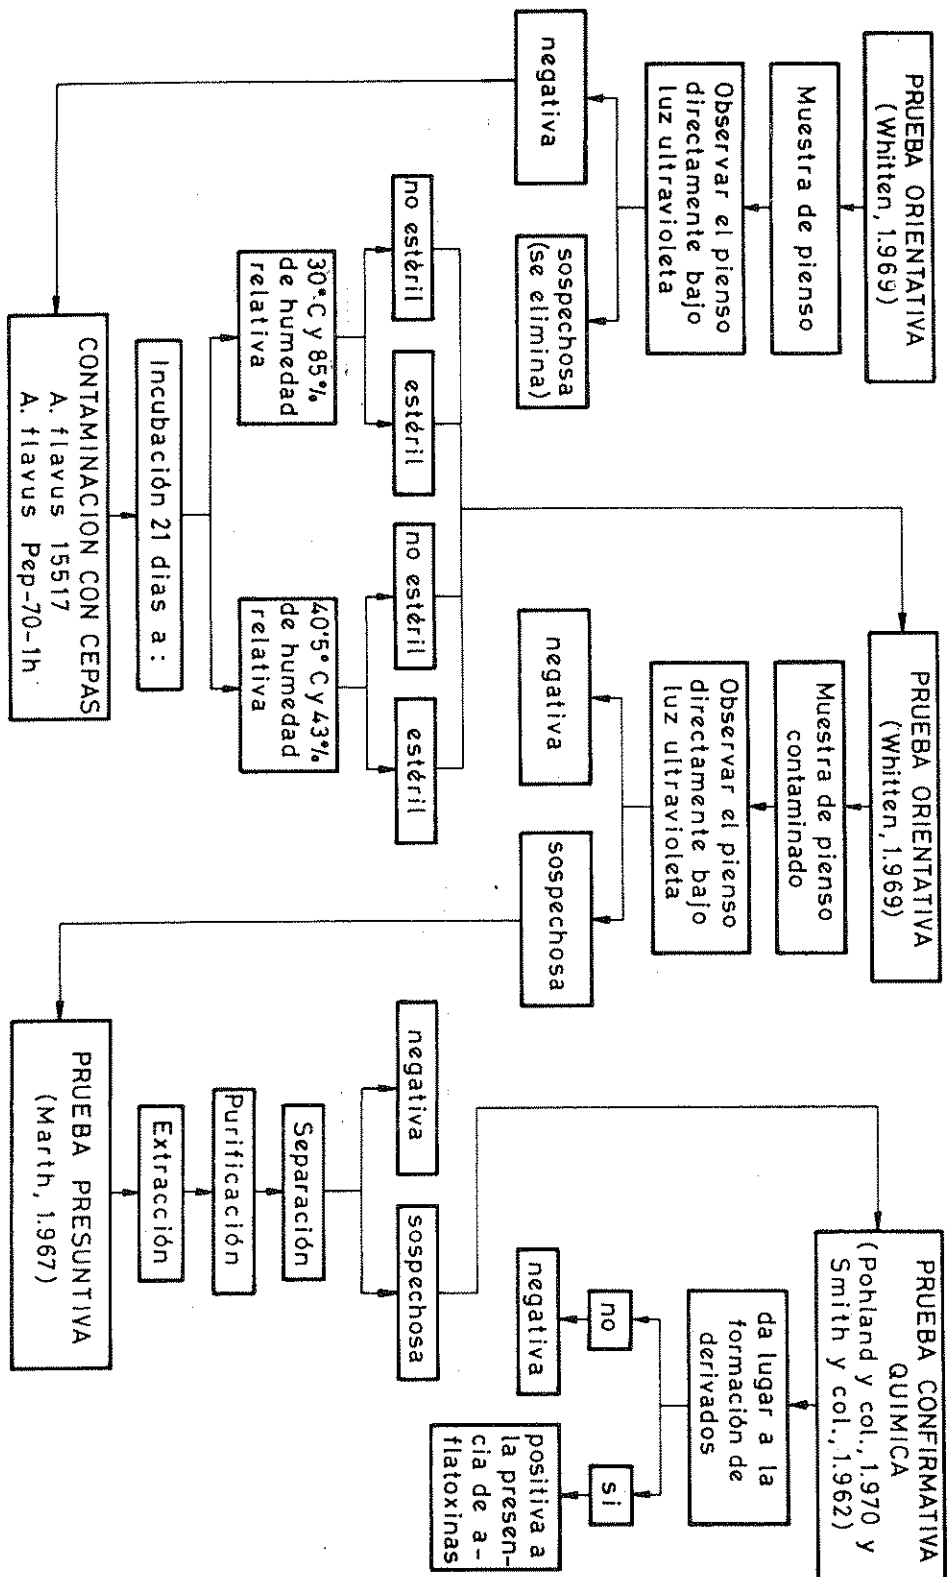 PRUEBA ORIENTATIVA
(Whitten, 1.969)
Muestra de pienso
Observar el pienso
directamente bajo
luz ultravioleta
negativa
sospechosa
(se elimina)
CONTAMINACION CON CEPAS
A. flavus 15517
A. flavus Pep-70-1h
Incubación 21 dias a:
30°C y 85%
de humedad
relativa
40'5°C y 43%
de humedad
relativa
no estéril
estéril
no estéril
estéril
PRUEBA ORIENTATIVA
(Whitten, 1.969)
Muestra de pienso
contaminado
Observar el pienso
directamente bajo
luz ultravioleta
negativa
sospechosa
PRUEBA PRESUNTIVA
(Marth, 1.967)
Extracción
Purificación
Separación
negativa
sospechosa
PRUEBA CONFIRMATIVA
QUIMICA
(Pohland y col., 1.970 y
Smith y col., 1.962)
da lugar a la
formación de
derivados
no
si
negativa
positiva a
la presen-
cia de a-
flatoxinas